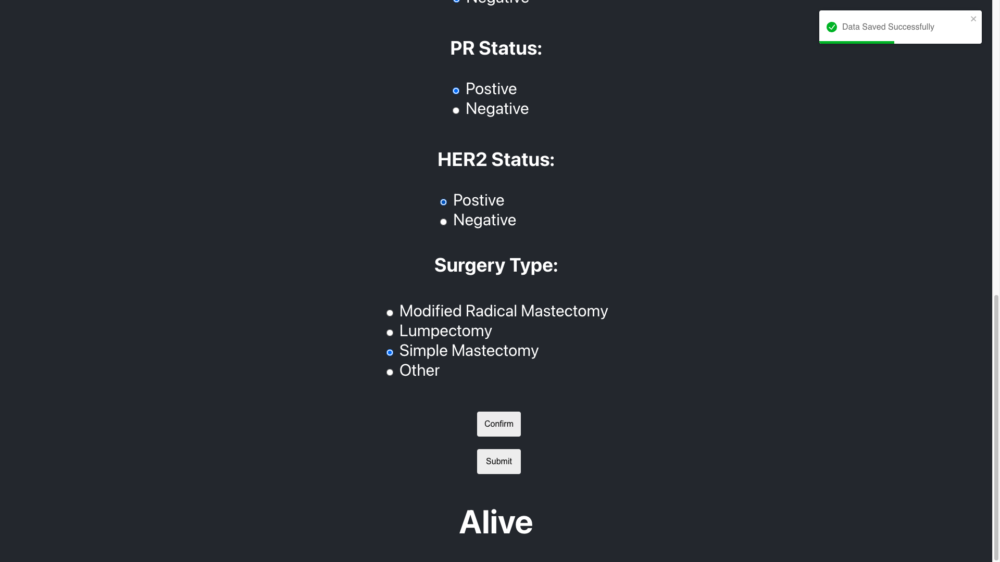 Negative
Data Saved Successfully
PR Status:
Postive
Negative
HER2 Status:
Postive
Negative
Surgery Type:
Modified Radical Mastectomy
Lumpectomy
Simple Mastectomy
Other
Confirm
Submit
Alive